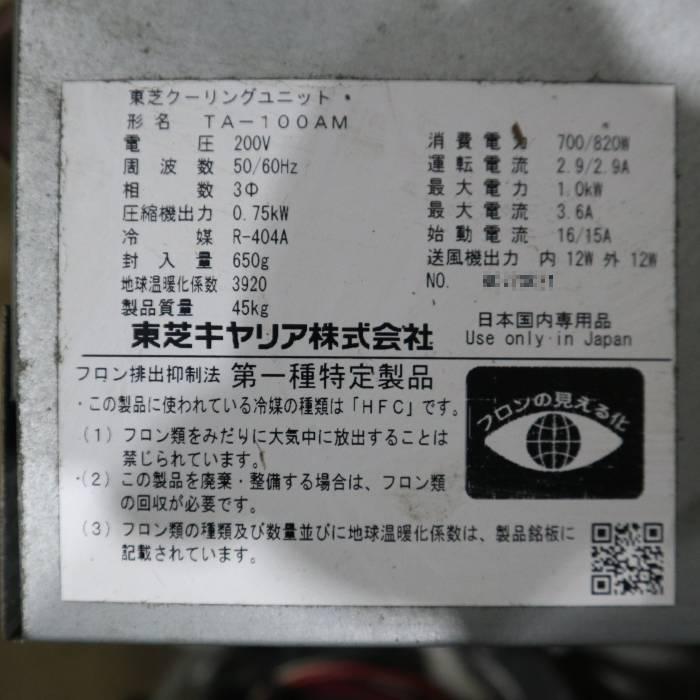 東芝クーリングユニット
形名 TA-100AM
電圧 200V
周波数 50/60Hz
相数 3Φ
圧縮機出力 0.75kW
冷媒 R-404A
封入量 650g
地球温暖化係数 3920
製品質量 45kg
消費電力 700/820W
運転電流 2.9/2.9A
最大電力 1.0kW
最大電流 3.6A
始動電流 16/15A
送風機出力 内 12W 外 12W
NO.
東芝キヤリア株式会社
日本国内専用品
Use only in Japan
フロン排出抑制法 第一種特定製品
・この製品に使われている冷媒の種類は「HFC」です。
(1) フロン類をみだりに大気中に放出することは
禁じられています。
(2) この製品を廃棄・整備する場合は、フロン類
の回収が必要です。
(3) フロン類の種類及び数量並びに地球温暖化係数は、製品銘板に
記載されています。
フロンの見える化